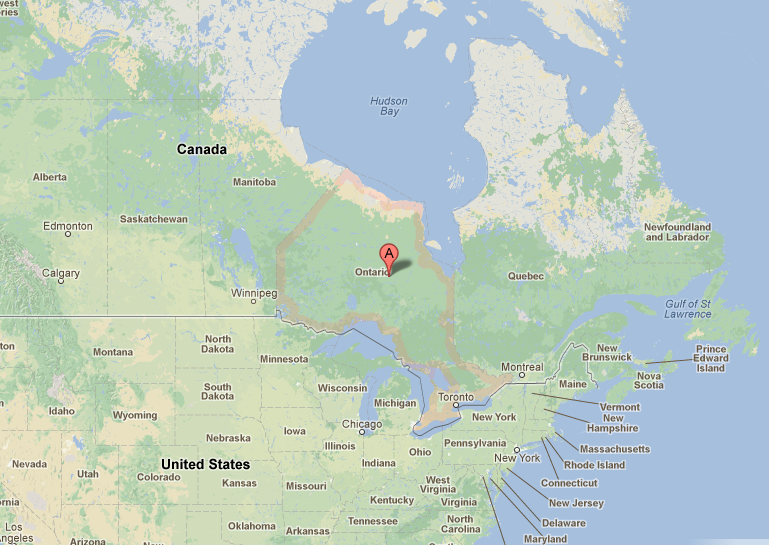 Hudson
Bay
Canada
Alberta
Manitoba
Edmonton
Saskatchewan
Newfoundland
and Labrador
Calgary
A
Ontario
Quebec
Winnipeg
Gulf of St
Lawrence
North
Dakota
Montana
Minnesota
Montreal
New
Brunswick
Prince
Edward
Island
Nova
Scotia
Maine
South
Dakota
Wisconsin
Michigan
Toronto
Idaho
Wyoming
New York
Vermont
New
Hampshire
Chicago
Iowa
Nebraska
Illinois
Indiana
Ohio
Pennsylvania
New York
Massachusetts
Rhode Island
Connecticut
United States
Nevada
Utah
Colorado
Kansas
Missouri
West
Virginia
Kentucky
Virginia
New Jersey
Delaware
Maryland
Los
Angeles
Arizona
Oklahoma
Arkansas
Tennessee
North
Carolina